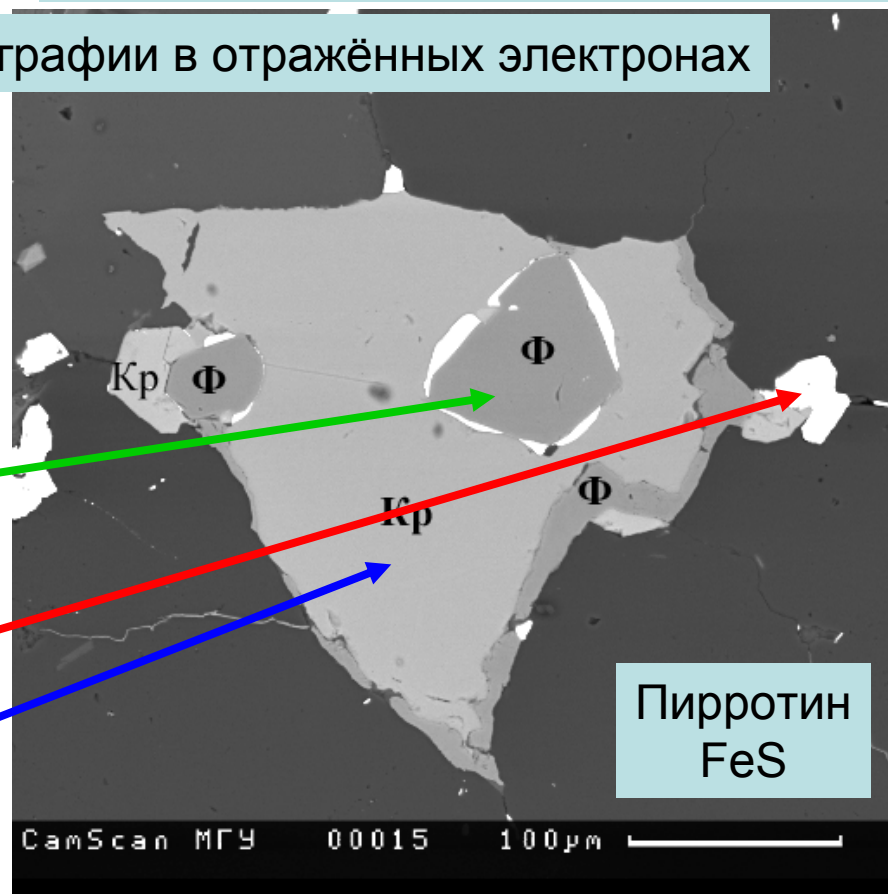 графии в отражённых электронах
Ф
Кр Ф
Ф
Кр
Пирротин
FeS
CamScan МГУ 00015 100µm